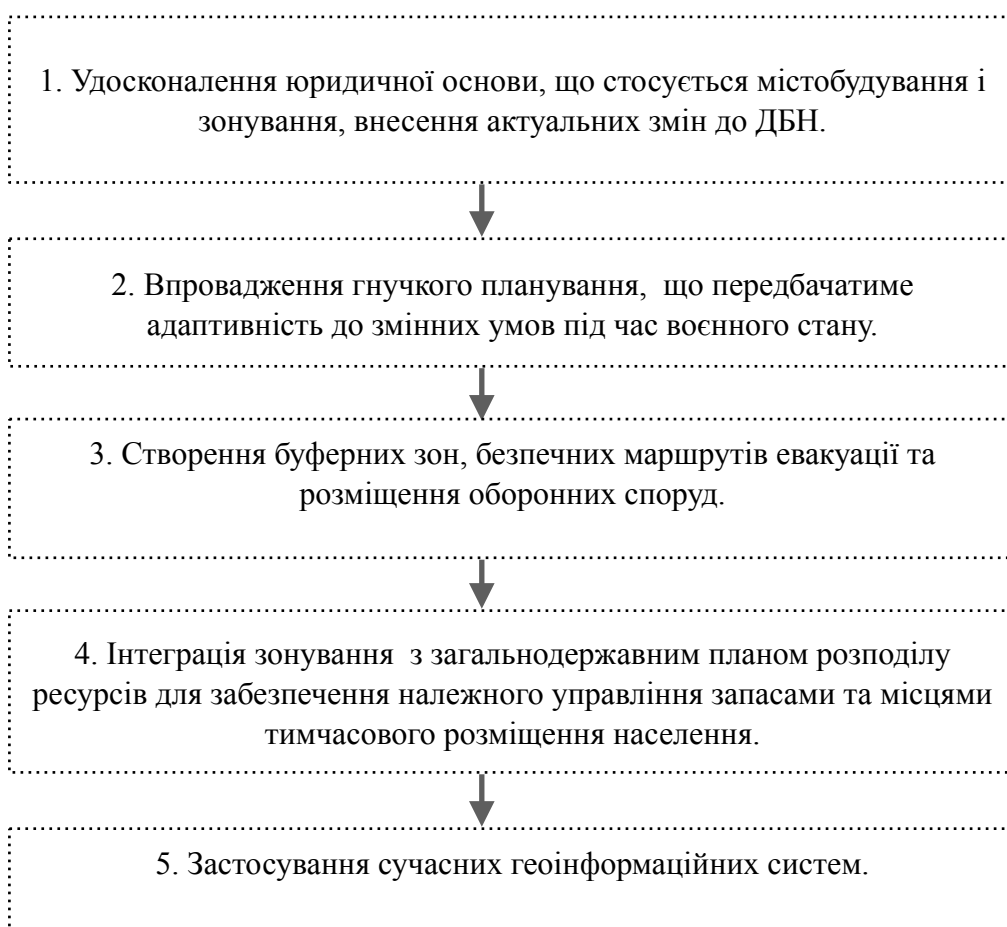 1. Удосконалення юридичної основи, що стосується містобудування і
зонування, внесення актуальних змін до ДБН.
2. Впровадження гнучкого планування, що передбачатиме
адаптивність до змінних умов під час воєнного стану.
3. Створення буферних зон, безпечних маршрутів евакуації та
розміщення оборонних споруд.
4. Інтеграція зонування з загальнодержавним планом розподілу
ресурсів для забезпечення належного управління запасами та місцями
тимчасового розміщення населення.
5. Застосування сучасних геоінформаційних систем.